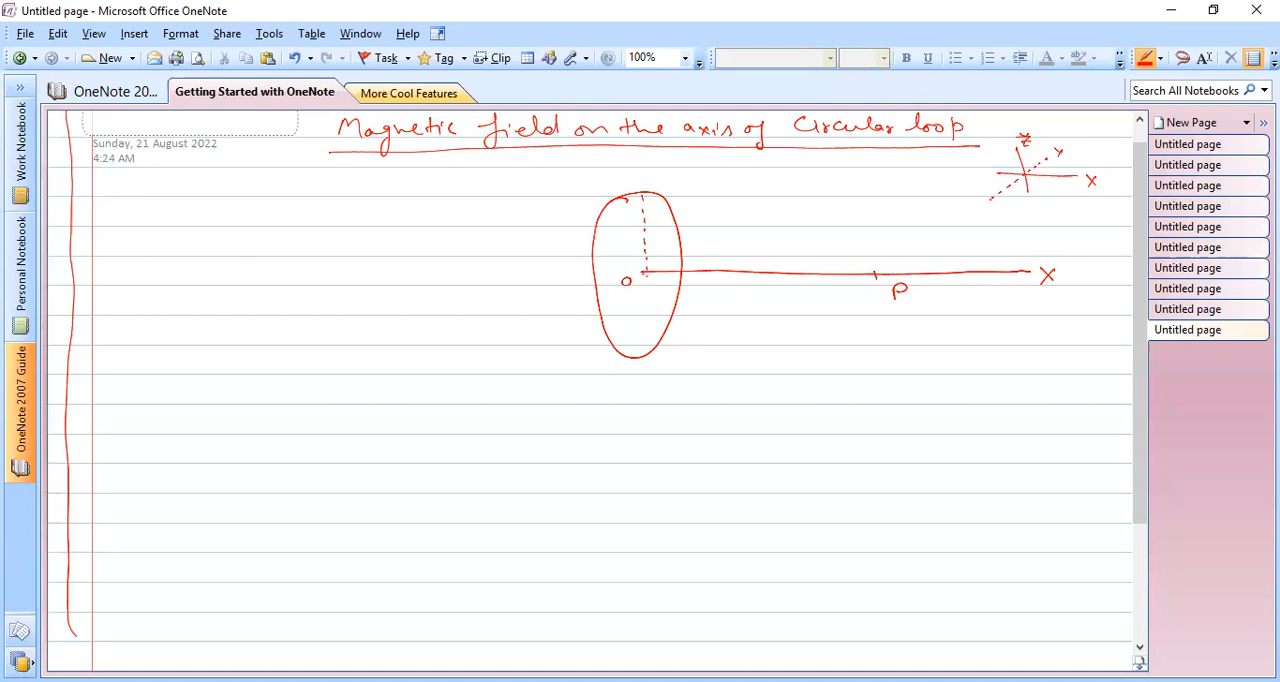 Untitled page - Microsoft Office OneNote
File Edit View Insert Format Share Tools Table Window Help
New Task Tag Clip 100% B U A
OneNote 20... Getting Started with OneNote More Cool Features Search All Notebooks
Work Notebook
Personal Notebook
OneNote 2007 Guide
Sunday, 21 August 2022
4:24 AM
Magnetic field on the axis of Circular loop
Z
Y
X
O
P
X
New Page
Untitled page
Untitled page
Untitled page
Untitled page
Untitled page
Untitled page
Untitled page
Untitled page
Untitled page
Untitled page